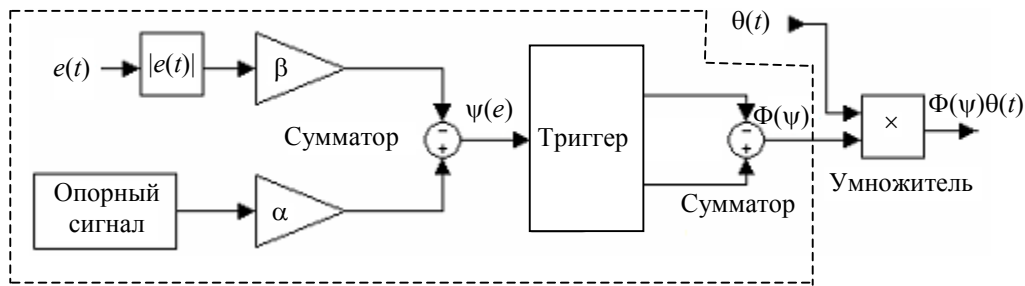 θ(t)
e(t)
|e(t)|
β
ψ(e)
Φ(ψ)
Φ(ψ)θ(t)
−
+
Сумматор
Триггер
−
+
×
Умножитель
Опорный
сигнал
α
Сумматор